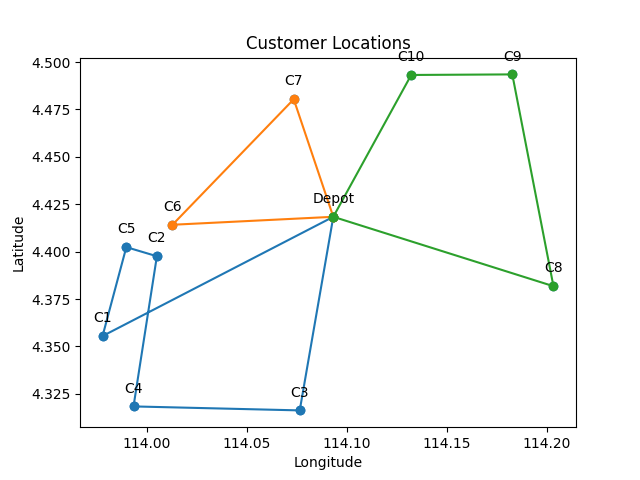 Customer Locations
4.500
4.475
4.450
4.425
4.400
4.375
4.350
4.325
Latitude
C10
C9
C7
Depot
C6
C5
C2
C8
C1
C4
C3
114.00
114.05
114.10
114.15
114.20
Longitude